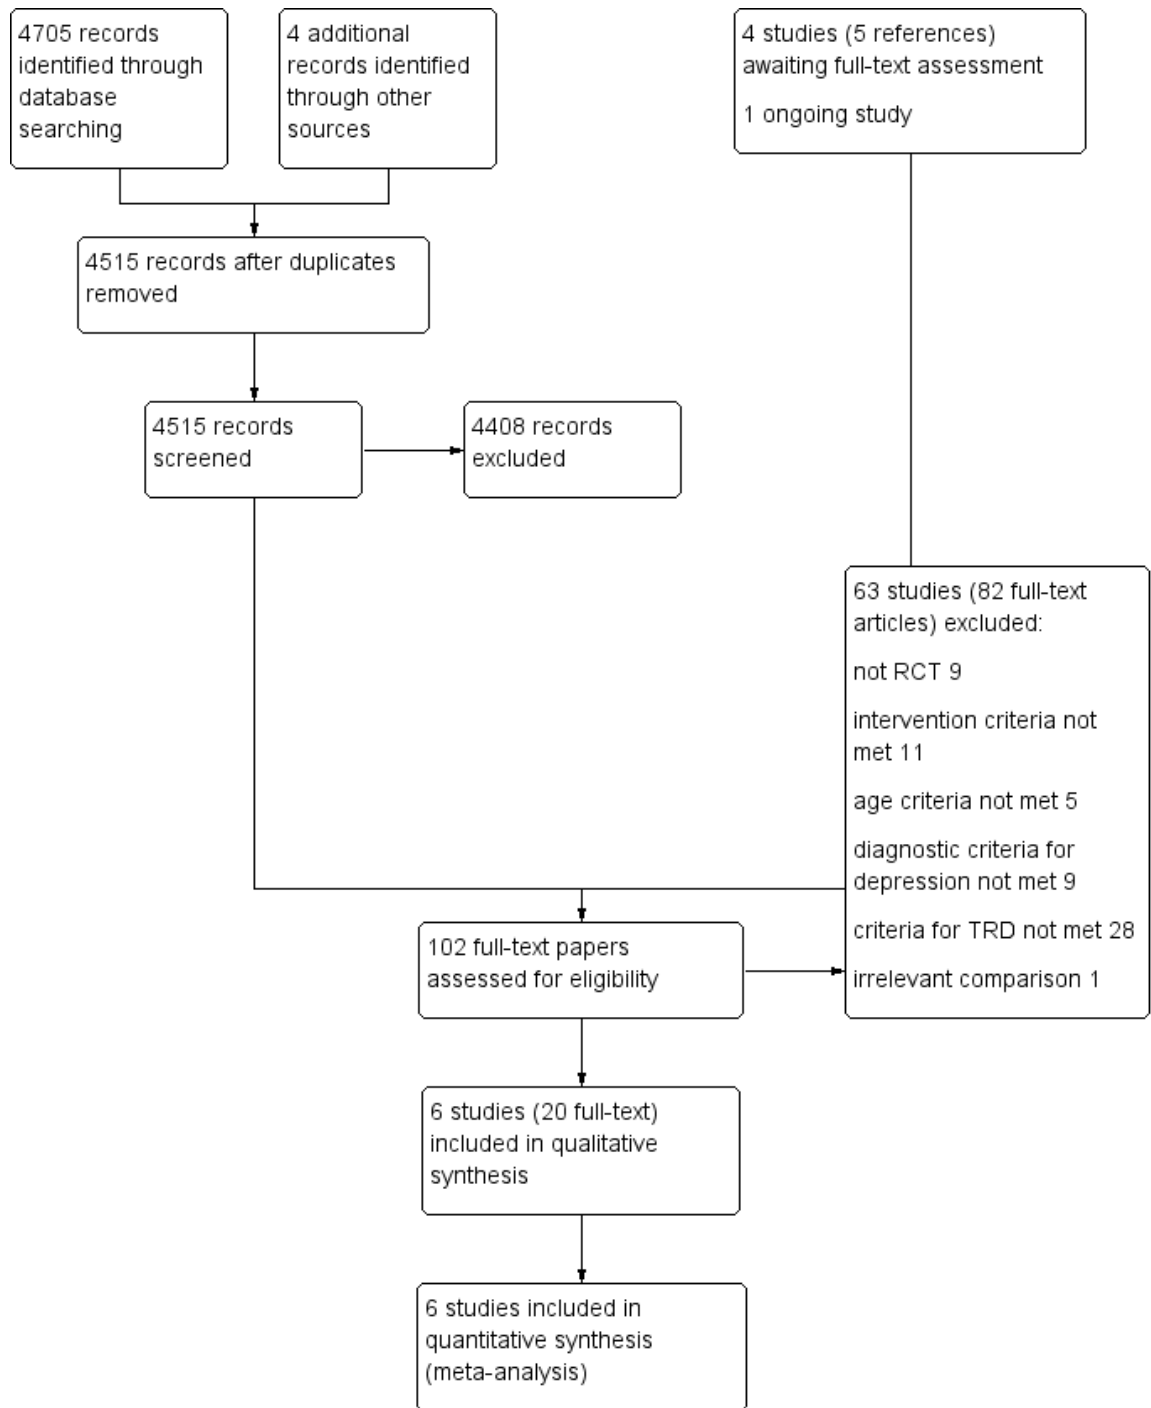 4705 records
identified through
database
searching
4 additional
records identified
through other
sources
4 studies (5 references)
awaiting full-text assessment
1 ongoing study
4515 records after duplicates
removed
4515 records
screened
4408 records
excluded
63 studies (82 full-text
articles) excluded:
not RCT 9
intervention criteria not
met 11
age criteria not met 5
diagnostic criteria for
depression not met 9
criteria for TRD not met 28
irrelevant comparison 1
102 full-text papers
assessed for eligibility
6 studies (20 full-text)
included in qualitative
synthesis
6 studies included in
quantitative synthesis
(meta-analysis)